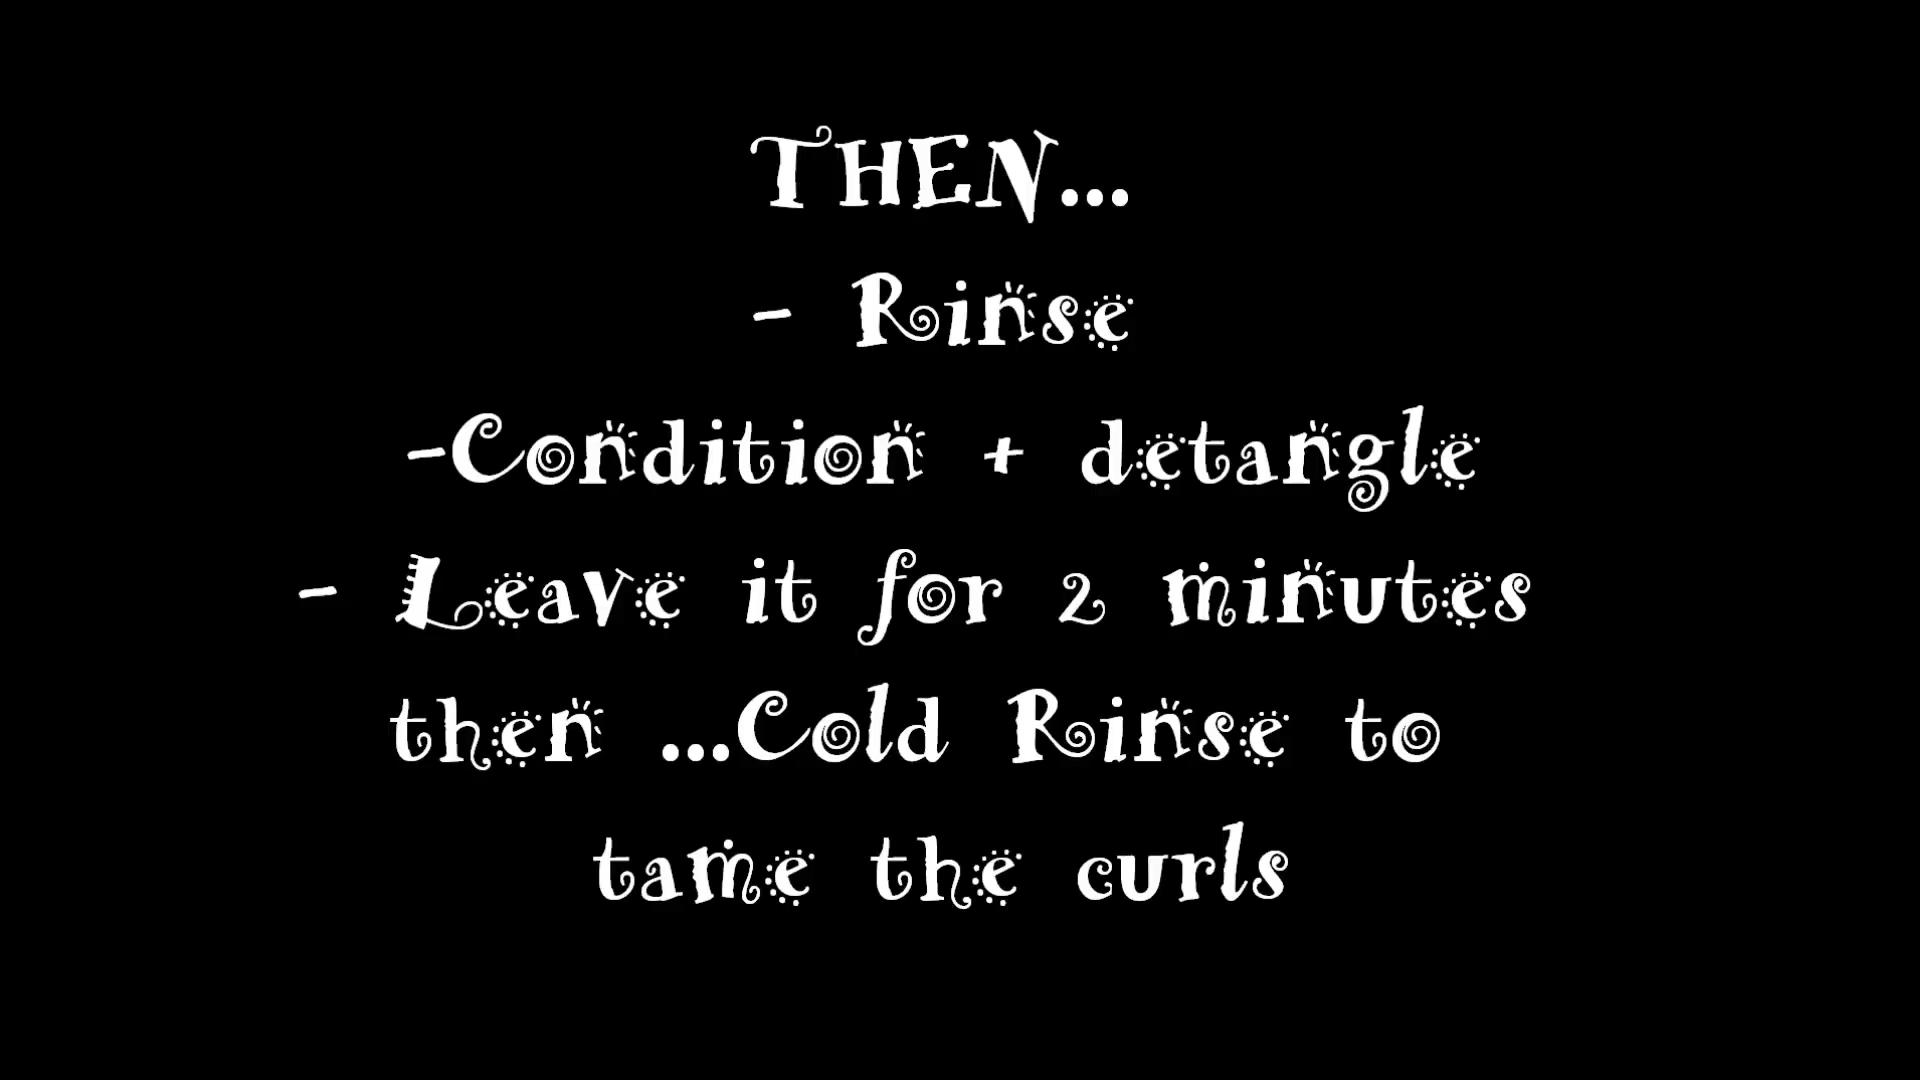 THEN...
- Rinse
-Condition + detangle
- Leave it for 2 minutes
then ...Cold Rinse to
tame the curls